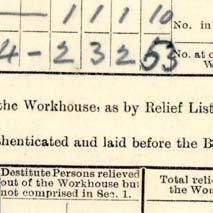 — 1 1 1 10
No. in
4 - 2 3 2 53
No. at c
W
the Workhouse, as by Relief List
thenticated and laid before the B
Destitute Persons relieved
out of the Workhouse but
not comprised in Sec. 1.
Total relie
the Wor